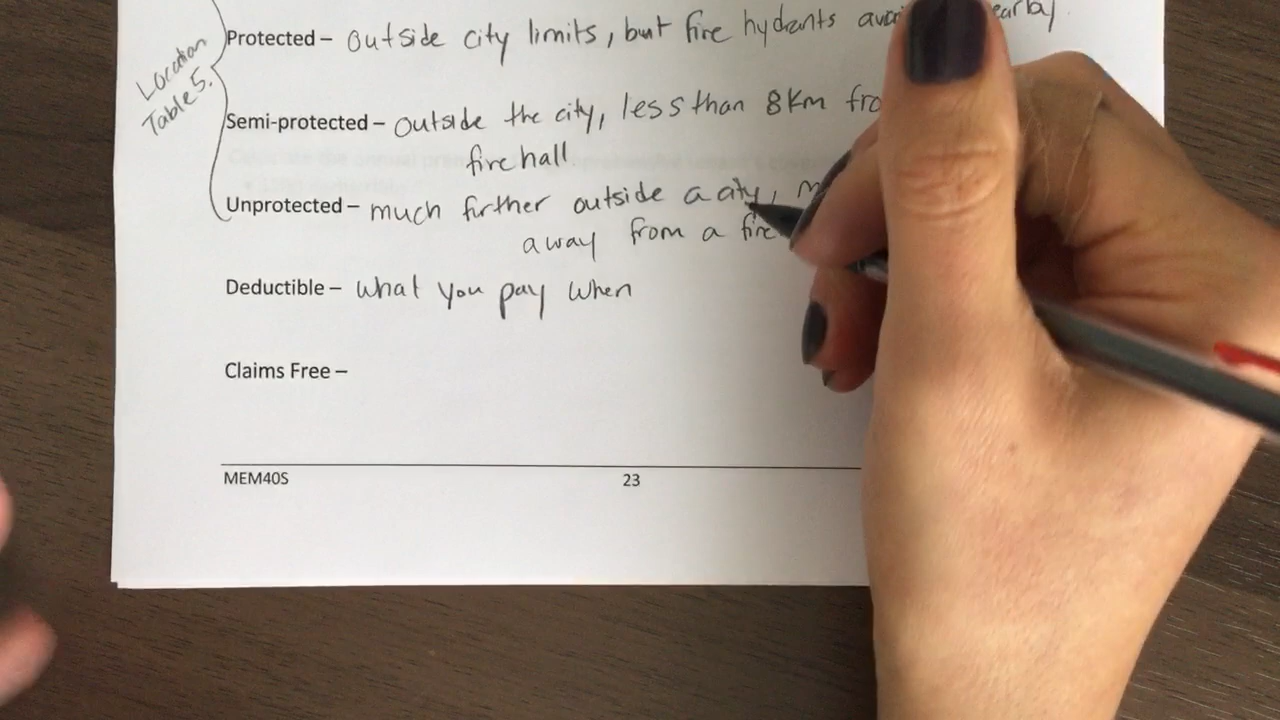 Protected – outside city limits, but fire hydrants
Location
Table 5.
Semi-protected – outside the city, less than 8km
fire hall
Unprotected – much further outside a city,
away from a fire
Deductible – what you pay when
Claims Free –
MEM40S 23